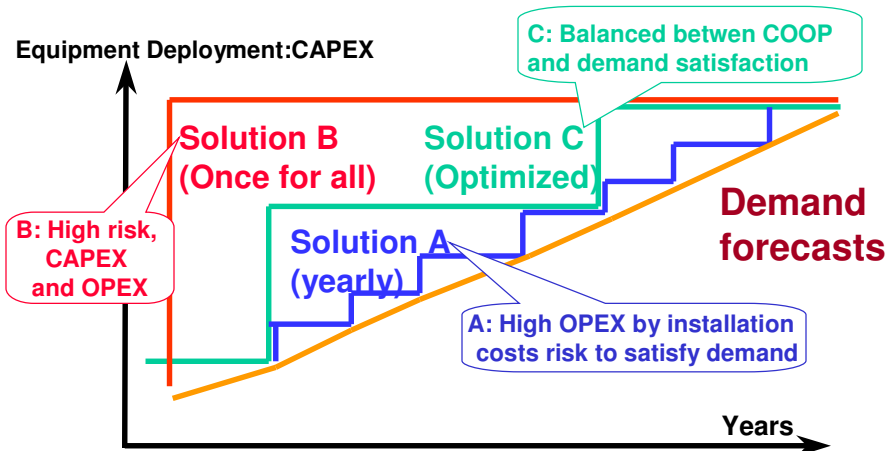 Equipment Deployment:CAPEX
C: Balanced betwen COOP
and demand satisfaction
Solution B
(Once for all)
Solution C
(Optimized)
B: High risk,
CAPEX
and OPEX
Solution A
(yearly)
Demand
forecasts
A: High OPEX by installation
costs risk to satisfy demand
Years